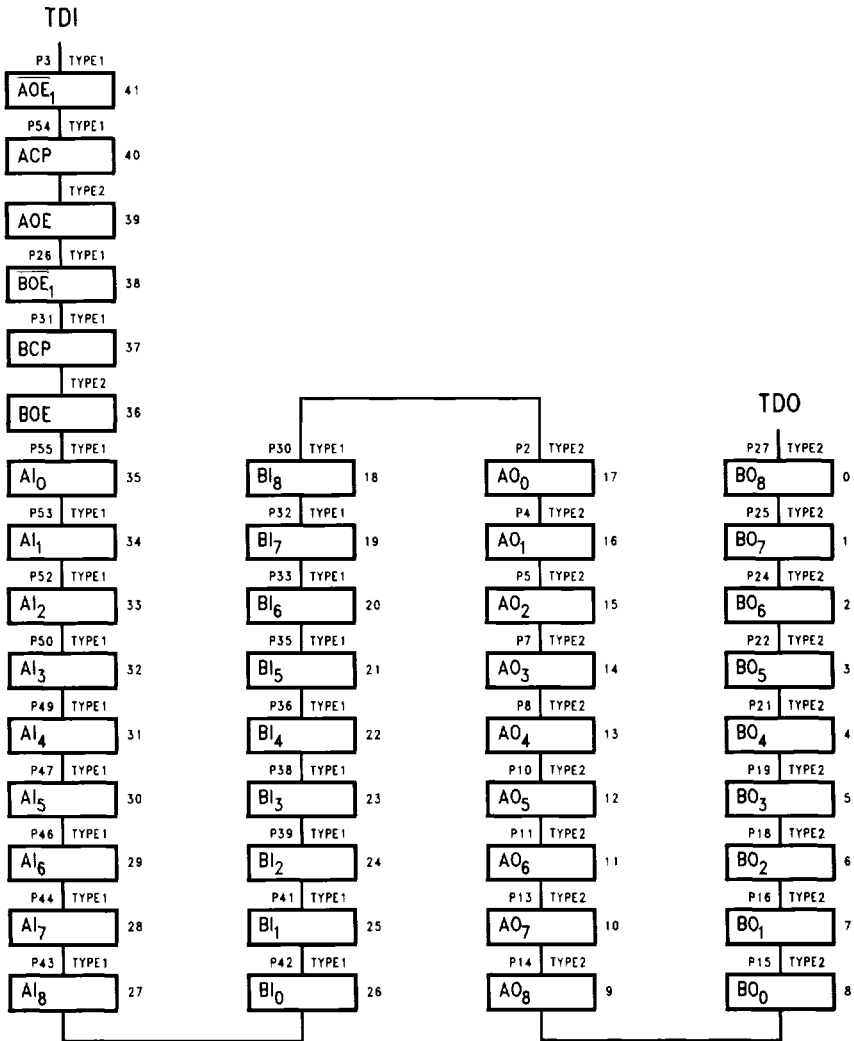 TDI
P3 TYPE1
AOE1 41
P54 TYPE1
ACP 40
TYPE2
AOE 39
P26 TYPE1
BOE1 38
P31 TYPE1
BCP 37
TYPE2
BOE 36
P55 TYPE1
AI0 35
P53 TYPE1
AI1 34
P52 TYPE1
AI2 33
P50 TYPE1
AI3 32
P49 TYPE1
AI4 31
P47 TYPE1
AI5 30
P46 TYPE1
AI6 29
P44 TYPE1
AI7 28
P43 TYPE1
AI8 27
P30 TYPE1
BI8 18
P32 TYPE1
BI7 19
P33 TYPE1
BI6 20
P35 TYPE1
BI5 21
P36 TYPE1
BI4 22
P38 TYPE1
BI3 23
P39 TYPE1
BI2 24
P41 TYPE1
BI1 25
P42 TYPE1
BI0 26
P2 TYPE2
AO0 17
P4 TYPE2
AO1 16
P5 TYPE2
AO2 15
P7 TYPE2
AO3 14
P8 TYPE2
AO4 13
P10 TYPE2
AO5 12
P11 TYPE2
AO6 11
P13 TYPE2
AO7 10
P14 TYPE2
AO8 9
TDO
P27 TYPE2
BO8 0
P25 TYPE2
BO7 1
P24 TYPE2
BO6 2
P22 TYPE2
BO5 3
P21 TYPE2
BO4 4
P19 TYPE2
BO3 5
P18 TYPE2
BO2 6
P16 TYPE2
BO1 7
P15 TYPE2
BO0 8